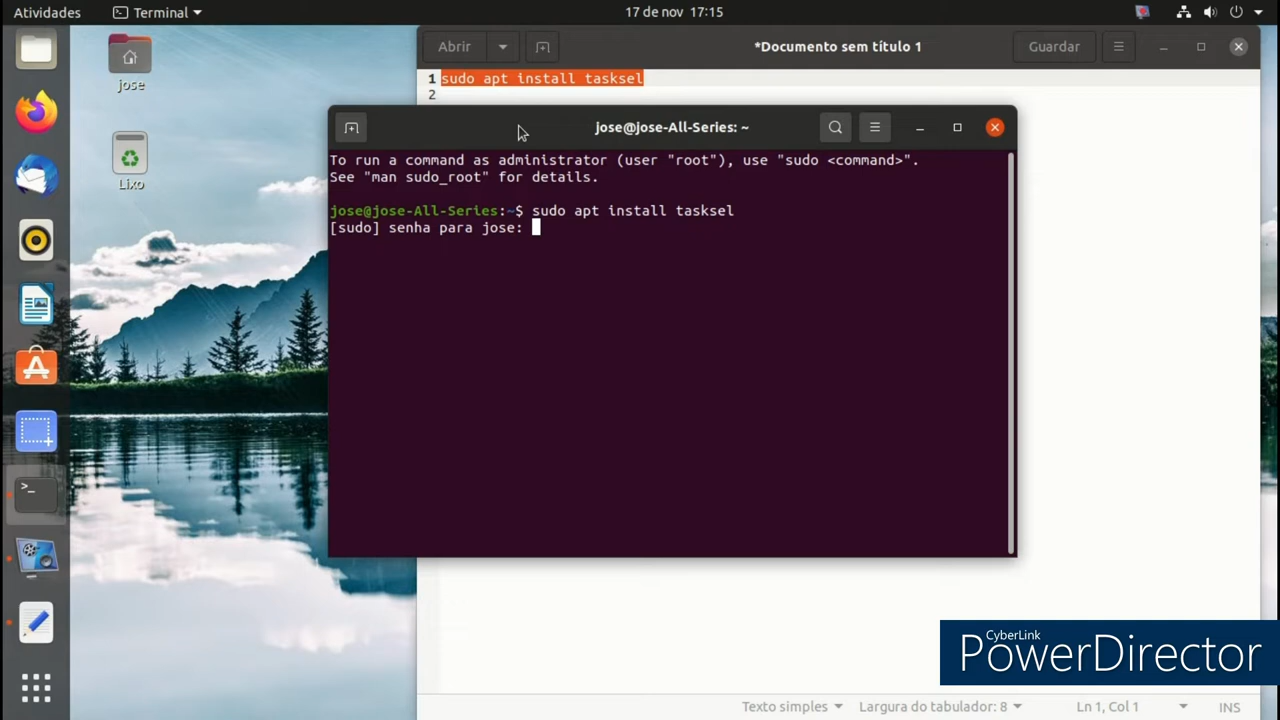 Atividades
Terminal
17 de nov 17:15
jose
Lixo
Abrir
*Documento sem título 1
Guardar
1 sudo apt install tasksel
2
jose@jose-All-Series: ~
To run a command as administrator (user "root"), use "sudo <command>".
See "man sudo_root" for details.
jose@jose-All-Series:~$ sudo apt install tasksel
[sudo] senha para jose:
CyberLink
PowerDirector
Texto simples
Largura do tabulador: 8
Ln 1, Col 1
INS